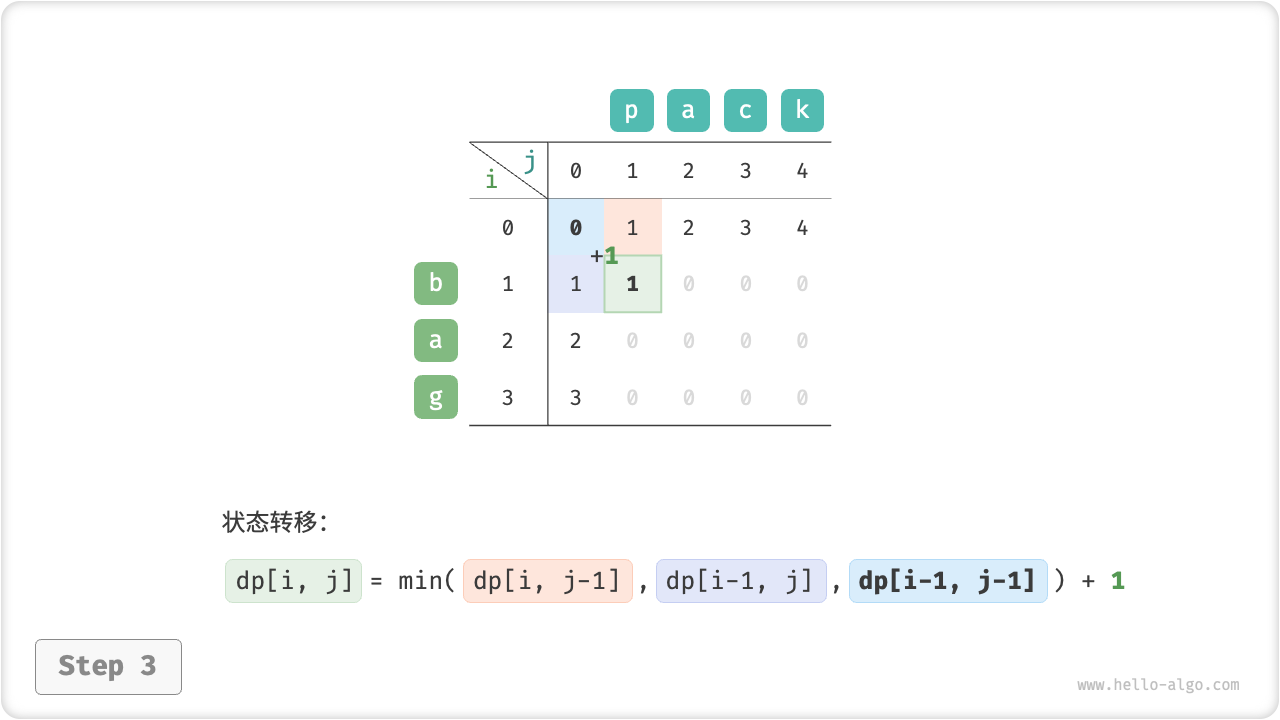 p a c k
j
i
0 1 2 3 4
0 0 1 2 3 4
+1
b 1 1 1 0 0 0
a 2 2 0 0 0 0
g 3 3 0 0 0 0
状态转移:
dp[i, j] = min( dp[i, j-1] , dp[i-1, j] , dp[i-1, j-1] ) + 1
Step 3
www.hello-algo.com